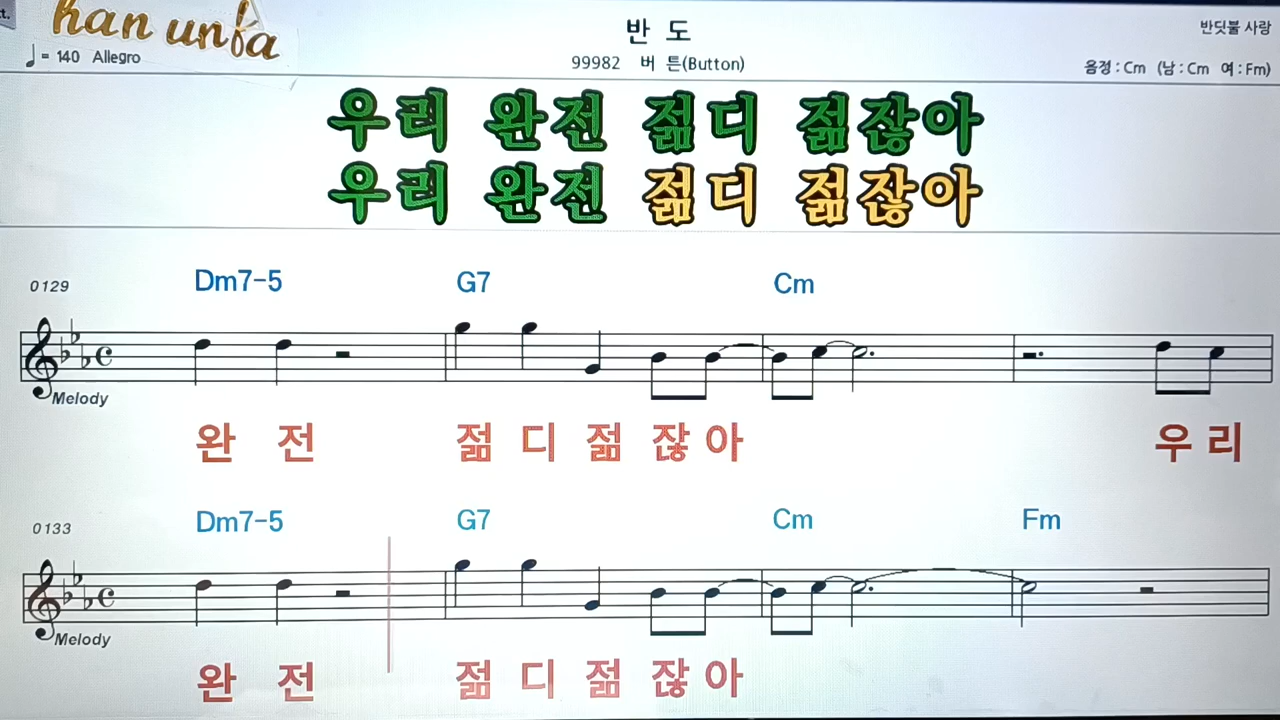 han unfa
반 도
반딧불 사랑
♩= 140 Allegro
99982 버 튼(Button)
음정 : Cm (남 : Cm 여 : Fm)
우리 완전 젊디 젊잖아
우리 완전 젊디 젊잖아
0129
Dm7-5 G7 Cm
Melody
완 전 젊 디 젊 잖 아 우 리
0133
Dm7-5 G7 Cm Fm
Melody
완 전 젊 디 젊 잖 아